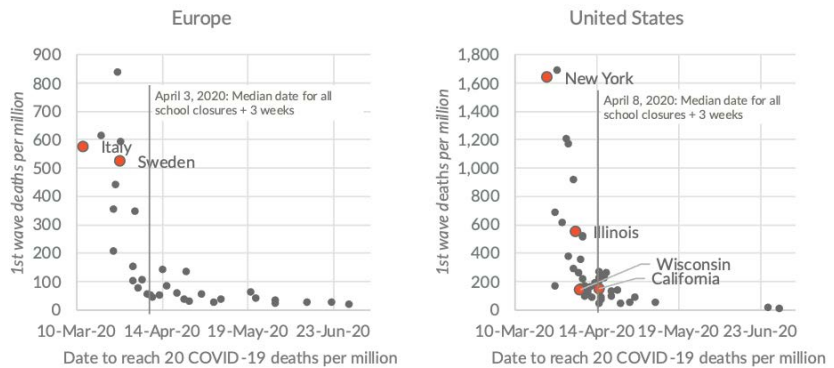 Europe
900
800
700
600
500
400
300
200
100
0
1st wave deaths per million
April 3, 2020: Median date for all
school closures + 3 weeks
Italy
Sweden
10-Mar-20 14-Apr-20 19-May-20 23-Jun-20
Date to reach 20 COVID-19 deaths per million
United States
1,800
1,600
1,400
1,200
1,000
800
600
400
200
0
1st wave deaths per million
New York
April 8, 2020: Median date for all
school closures + 3 weeks
Illinois
Wisconsin
California
10-Mar-20 14-Apr-20 19-May-20 23-Jun-20
Date to reach 20 COVID-19 deaths per million